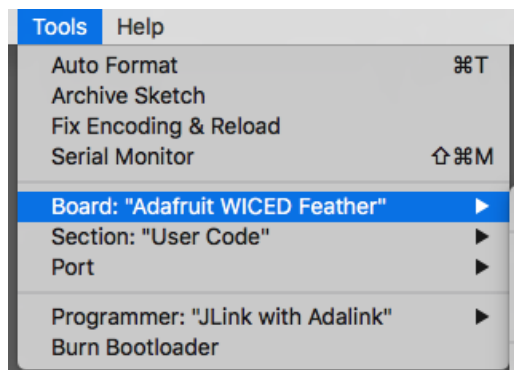 Tools Help
Auto Format ⌘T
Archive Sketch
Fix Encoding & Reload
Serial Monitor ⇧⌘M
Board: "Adafruit WICED Feather" ▶
Section: "User Code" ▶
Port ▶
Programmer: "JLink with Adalink" ▶
Burn Bootloader